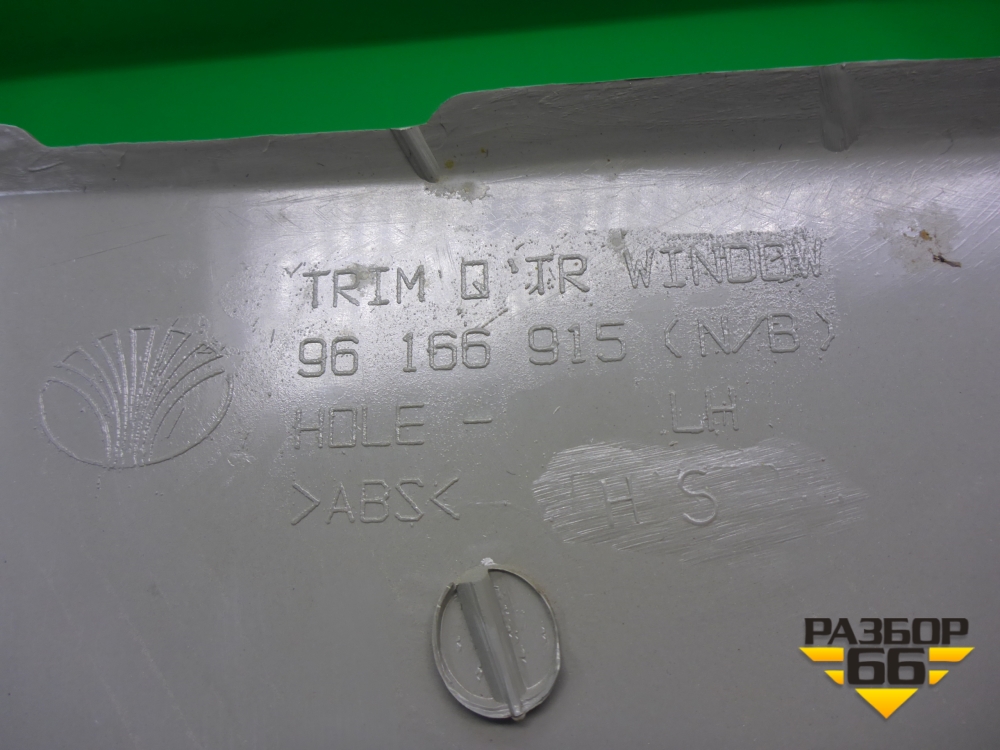 TRIM Q'TR WINDOW
96 166 915 (N/B)
HOLE - LH
>ABS<
H S
РАЗБОР
66